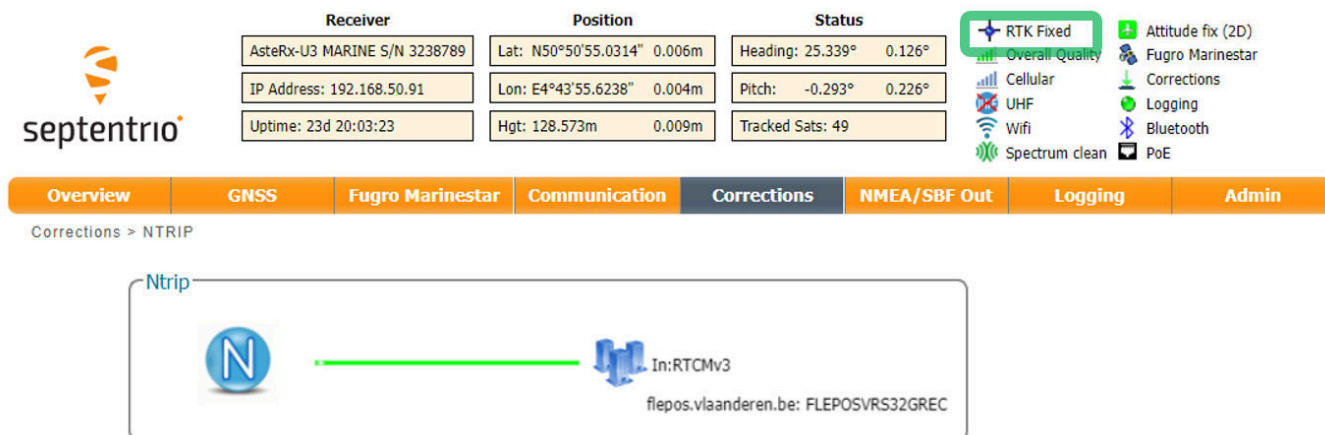 Receiver Position Status
AsteRx-U3 MARINE S/N 3238789 Lat: N50°50'55.0314" 0.006m Heading: 25.339° 0.126°
IP Address: 192.168.50.91 Lon: E4°43'55.6238" 0.004m Pitch: -0.293° 0.226°
Uptime: 23d 20:03:23 Hgt: 128.573m 0.009m Tracked Sats: 49
septentrio
RTK Fixed Attitude fix (2D)
Overall Quality Fugro Marinestar
Cellular Corrections
UHF Logging
Wifi Bluetooth
Spectrum clean PoE
Overview GNSS Fugro Marinestar Communication Corrections NMEA/SBF Out Logging Admin
Corrections > NTRIP
Ntrip
N
In:RTCMv3
flepos.vlaanderen.be: FLEPOSVRS32GREC